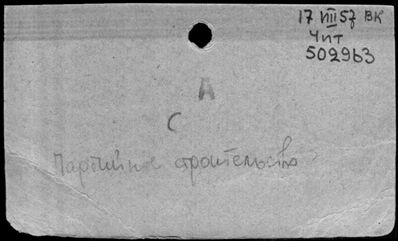 17 VIII 57 ВК
Чит
502963
А
С
Партийное строительство